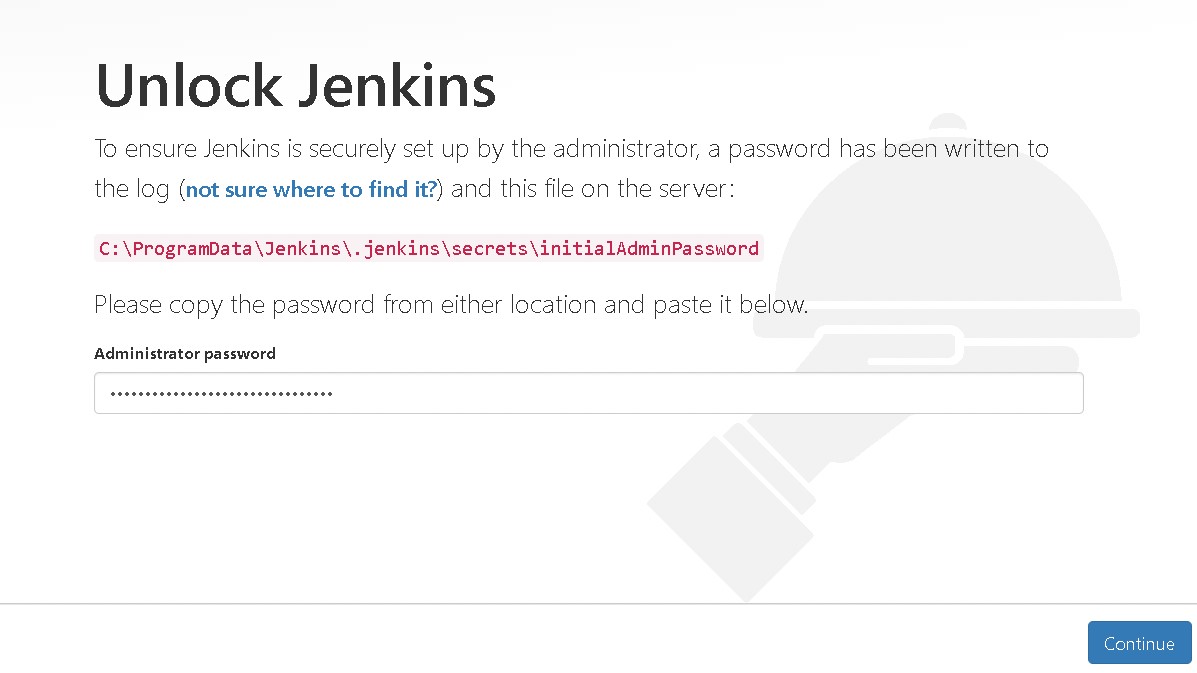 Unlock Jenkins
To ensure Jenkins is securely set up by the administrator, a password has been written to
the log (not sure where to find it?) and this file on the server:
C:\ProgramData\Jenkins\.jenkins\secrets\initialAdminPassword
Please copy the password from either location and paste it below.
Administrator password
••••••••••••••••••••••••••••••••
Continue